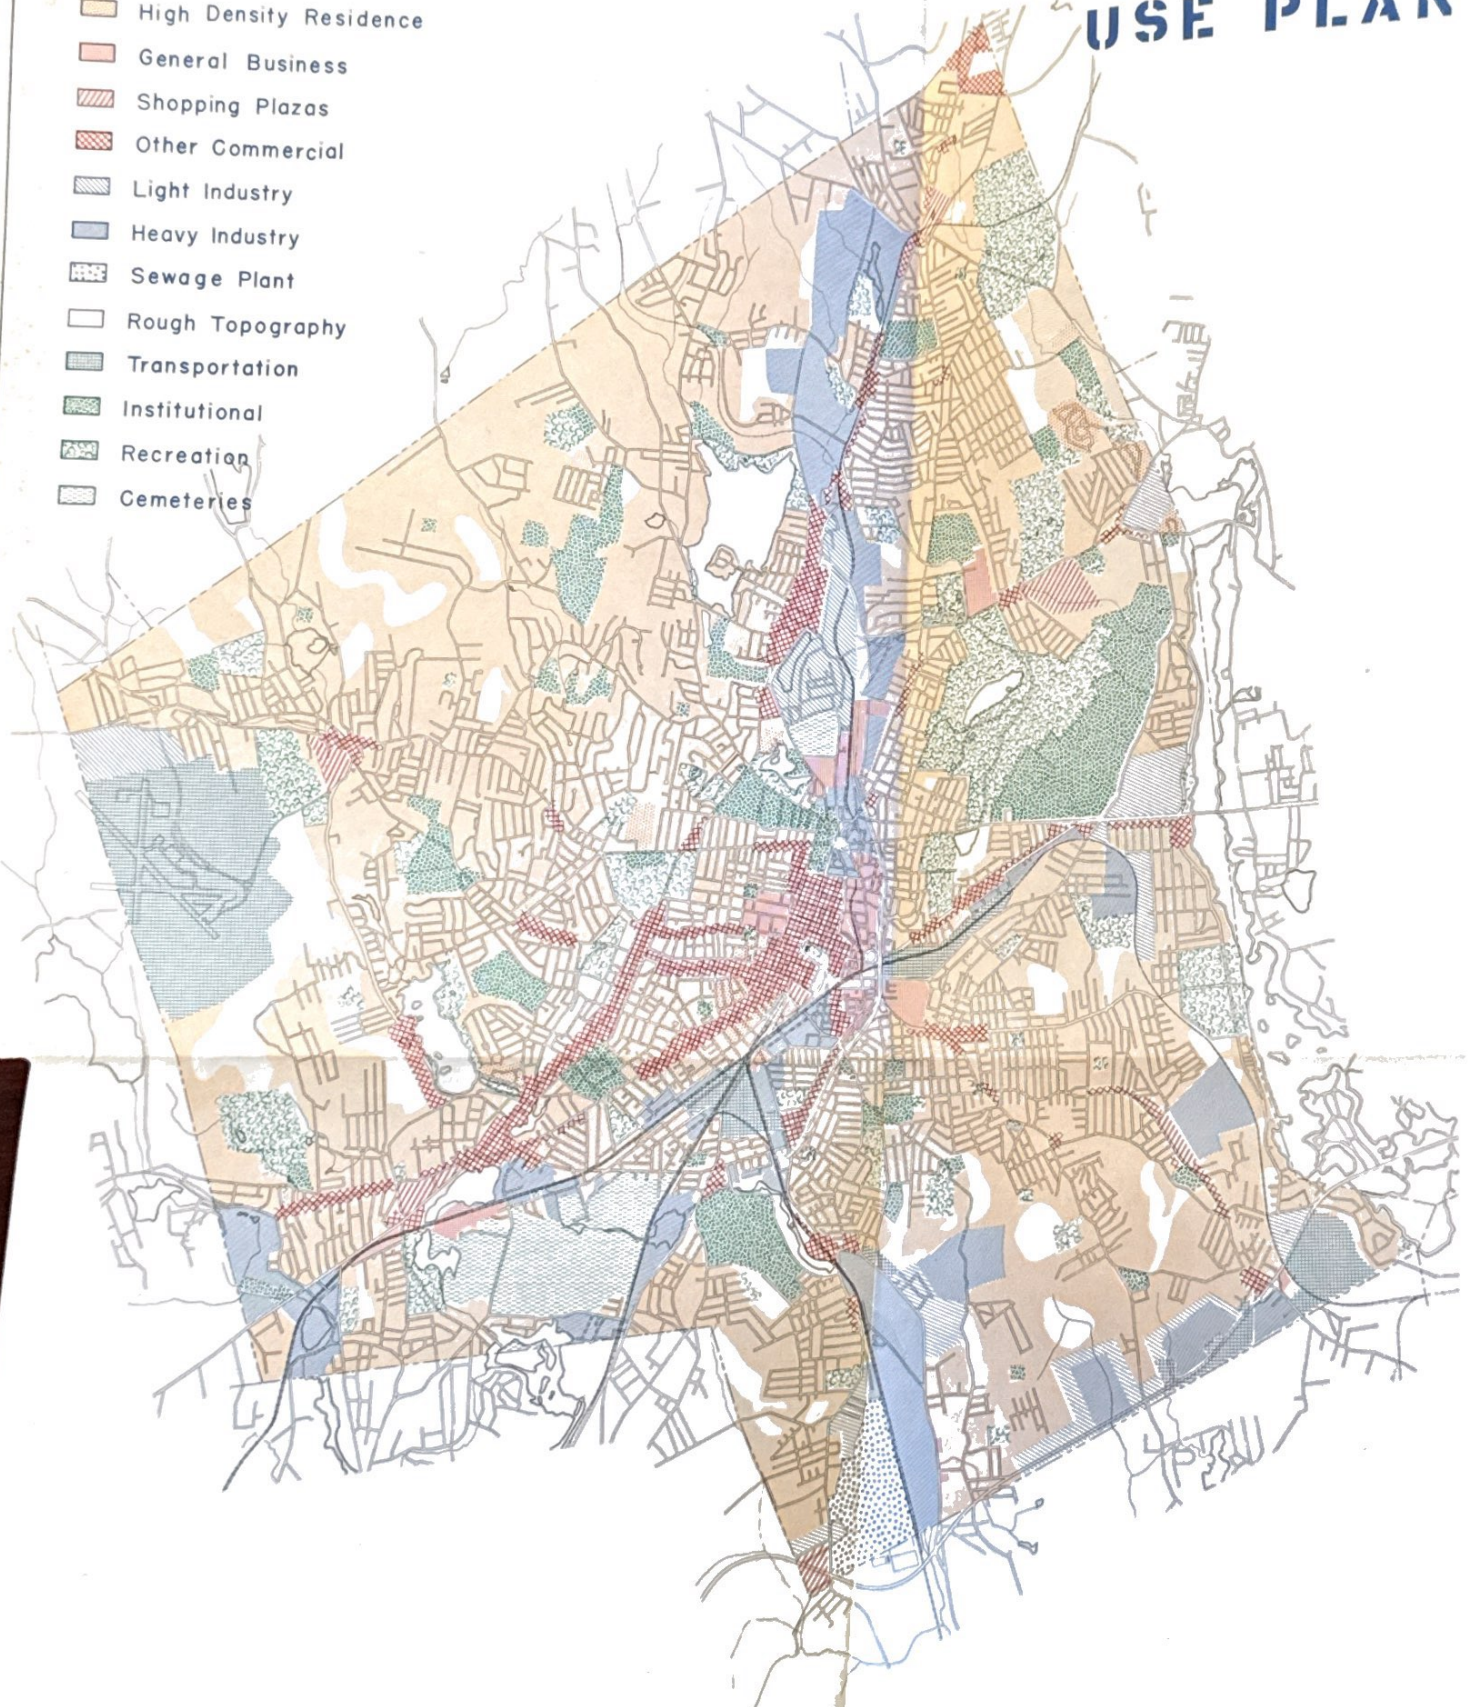 USE PLAN
High Density Residence
General Business
Shopping Plazas
Other Commercial
Light Industry
Heavy Industry
Sewage Plant
Rough Topography
Transportation
Institutional
Recreation
Cemeteries